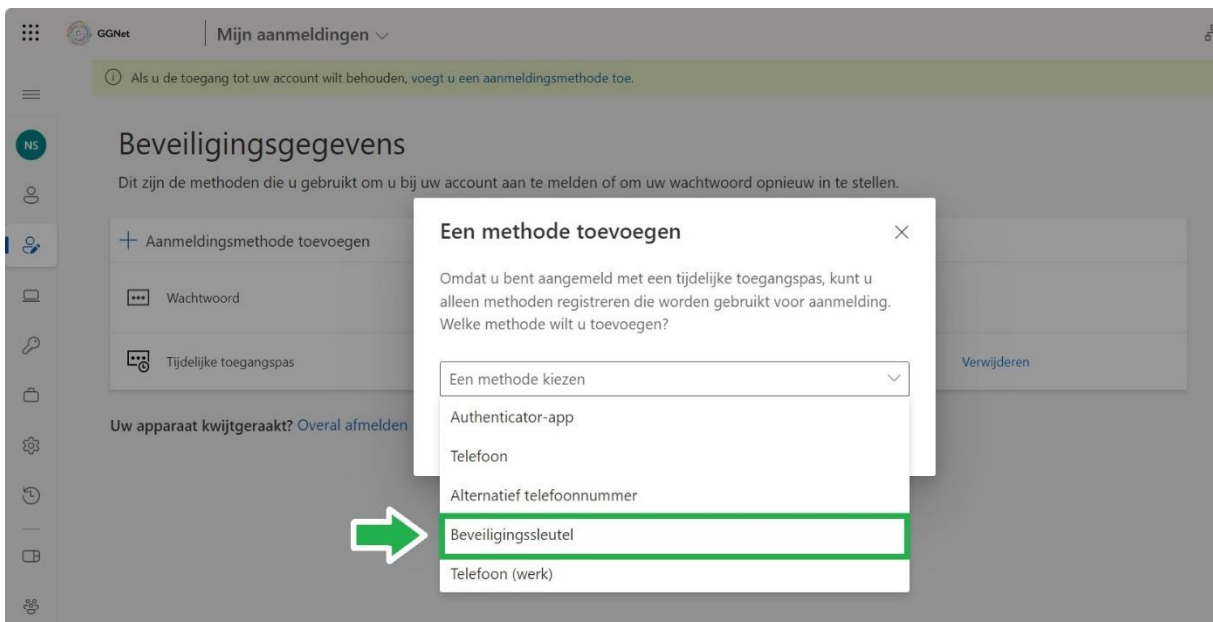 GGNet
Mijn aanmeldingen
Als u de toegang tot uw account wilt behouden, voegt u een aanmeldingsmethode toe.
NS
Beveiligingsgegevens
Dit zijn de methoden die u gebruikt om u bij uw account aan te melden of om uw wachtwoord opnieuw in te stellen.
Aanmeldingsmethode toevoegen
Wachtwoord
Tijdelijke toegangspas
Verwijderen
Uw apparaat kwijtgeraakt? Overal afmelden
Een methode toevoegen
Omdat u bent aangemeld met een tijdelijke toegangspas, kunt u
alleen methoden registreren die worden gebruikt voor aanmelding.
Welke methode wilt u toevoegen?
Een methode kiezen
Authenticator-app
Telefoon
Alternatief telefoonnummer
Beveiligingssleutel
Telefoon (werk)